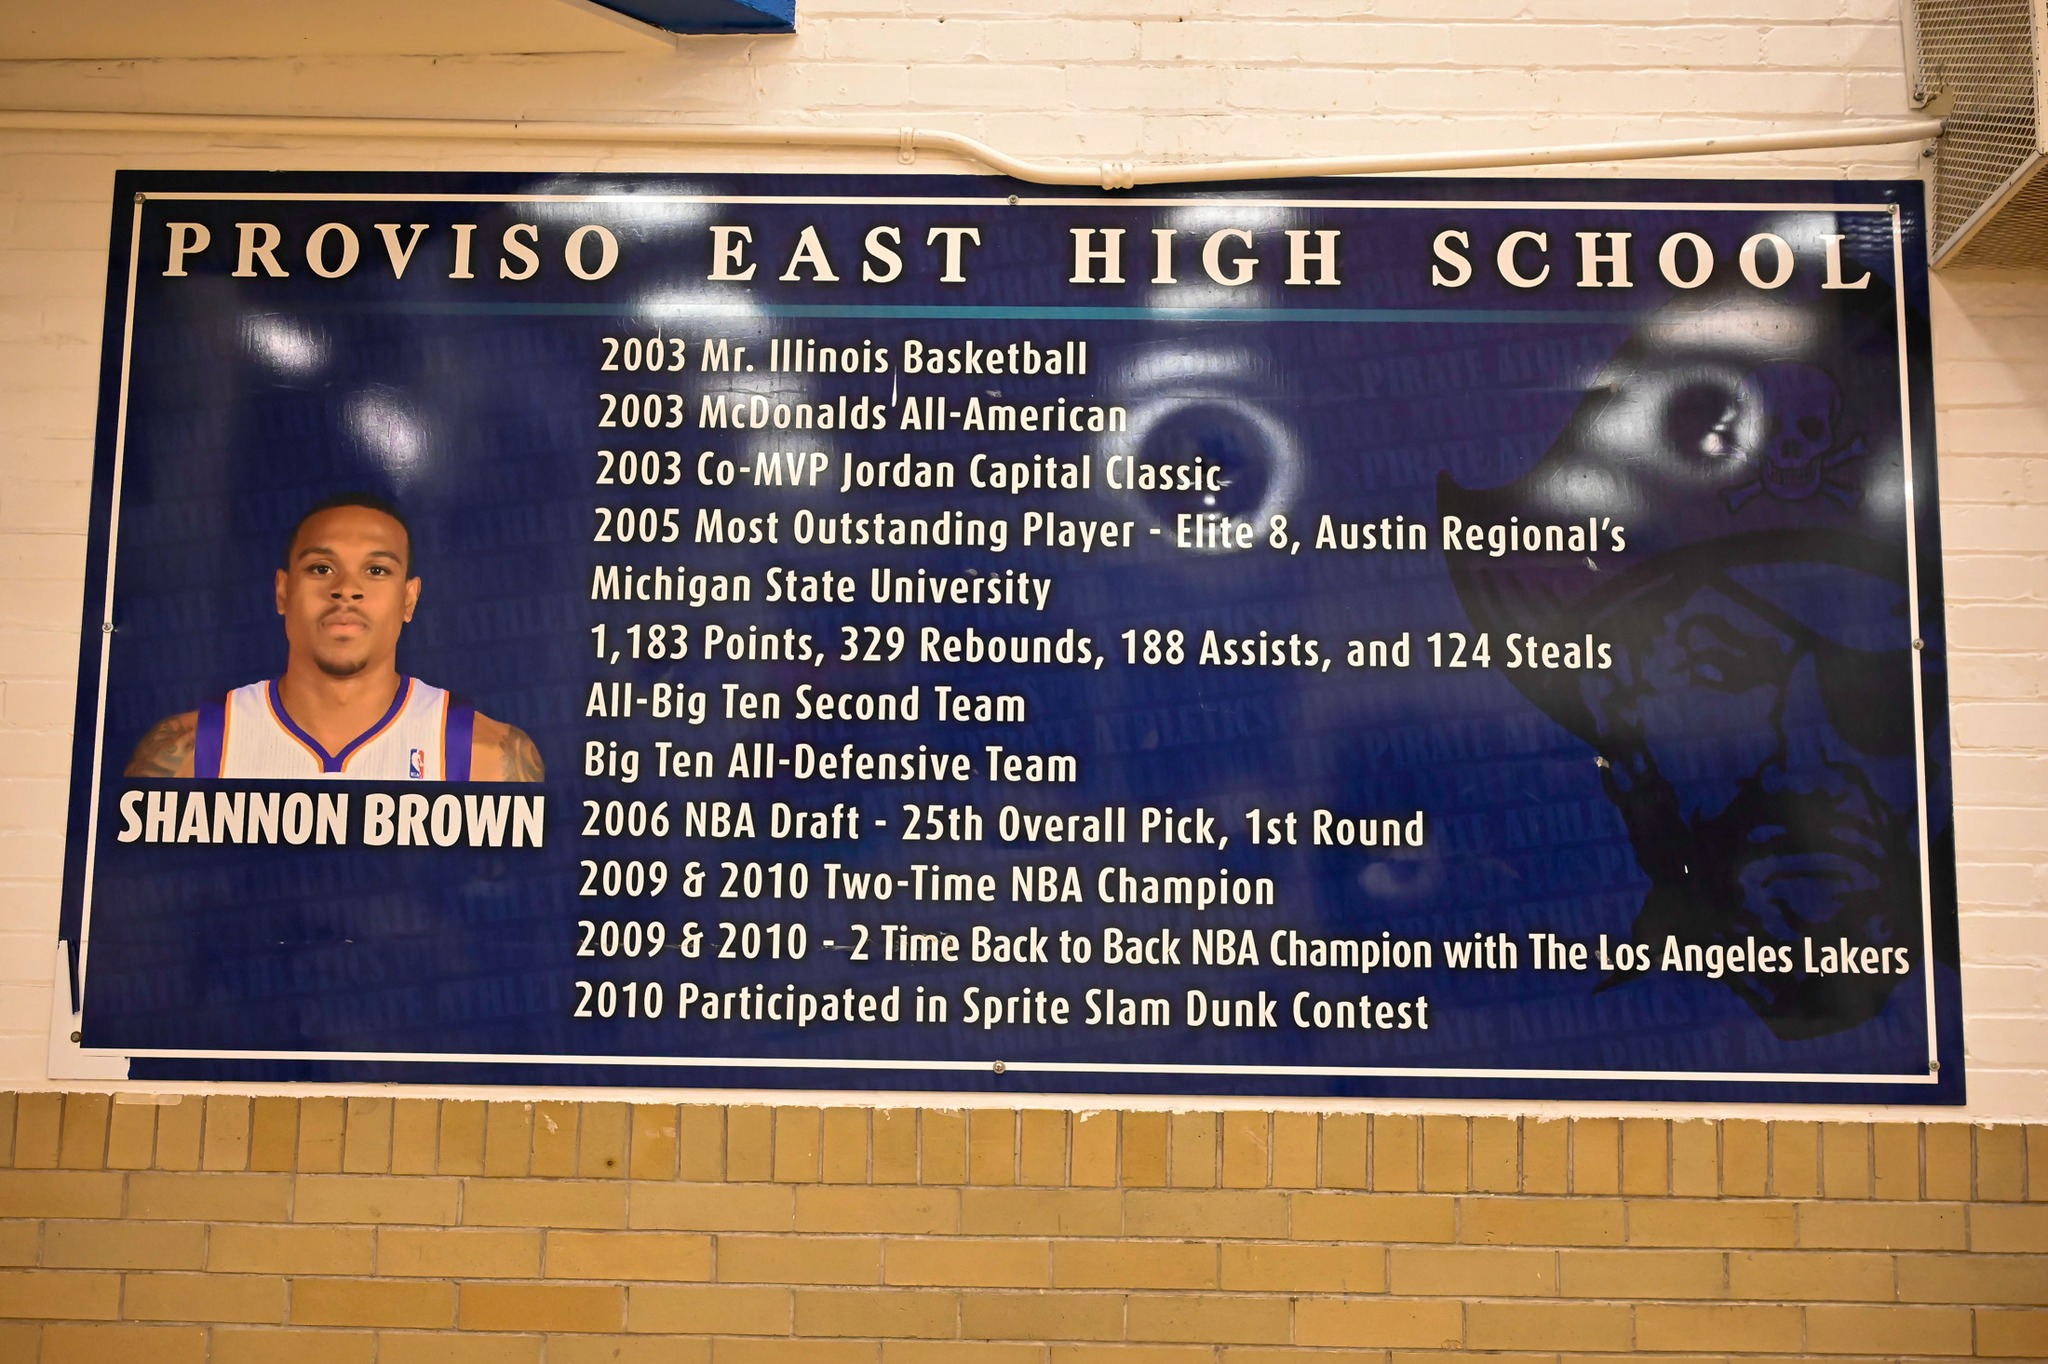 PROVISO EAST HIGH SCHOOL
2003 Mr. Illinois Basketball
2003 McDonalds All-American
2003 Co-MVP Jordan Capital Classic
2005 Most Outstanding Player - Elite 8, Austin Regional's
Michigan State University
1,183 Points, 329 Rebounds, 188 Assists, and 124 Steals
All-Big Ten Second Team
Big Ten All-Defensive Team
2006 NBA Draft - 25th Overall Pick, 1st Round
2009 & 2010 Two-Time NBA Champion
2009 & 2010 - 2 Time Back to Back NBA Champion with The Los Angeles Lakers
2010 Participated in Sprite Slam Dunk Contest
SHANNON BROWN